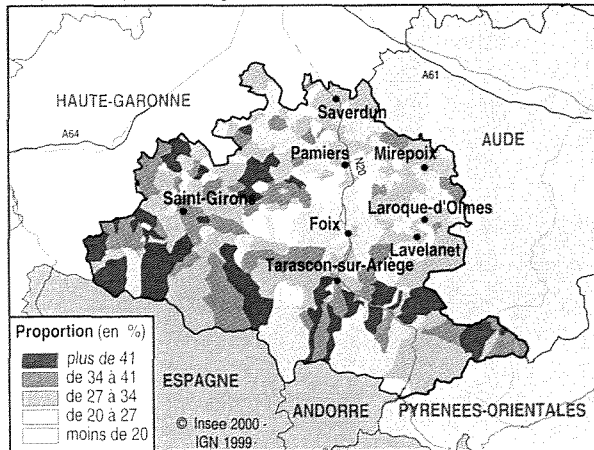 HAUTE-GARONNE
A64
A61
AUDE
Saverdun
Pamiers
N20
Mirepoix
Saint-Girons
Foix
Laroque-d'Olmes
Lavelanet
Tarascon-sur-Ariège
Proportion (en %)
plus de 41
de 34 à 41
de 27 à 34
de 20 à 27
moins de 20
ESPAGNE
© Insee 2000 -
IGN 1999-
ANDORRE
PYRENEES-ORIENTALES